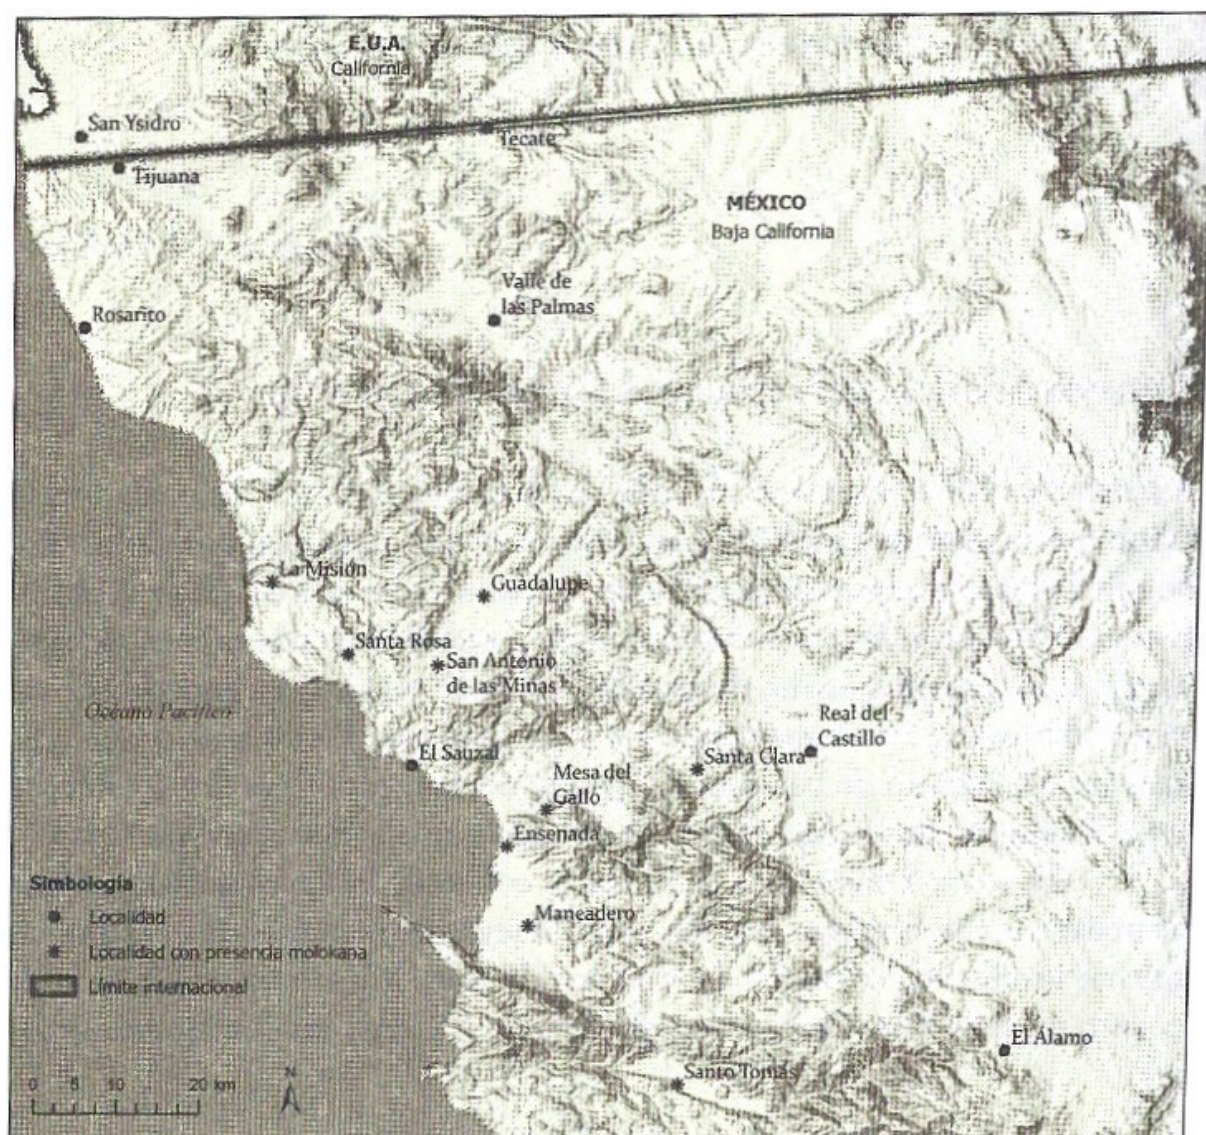 E.U.A.
California
San Ysidro
Tecate
Tijuana
MÉXICO
Baja California
Valle de
las Palmas
Rosarito
La Misión
Guadalupe
Santa Rosa
San Antonio
de las Minas
Océano Pacífico
Real del
Castillo
El Sauzal
Santa Clara
Mesa del
Gallo
Ensenada
Simbología
Localidad
Maneadero
Localidad con presencia molokana
Límite internacional
El Álamo
Santo Tomás
N
0 5 10 20 km